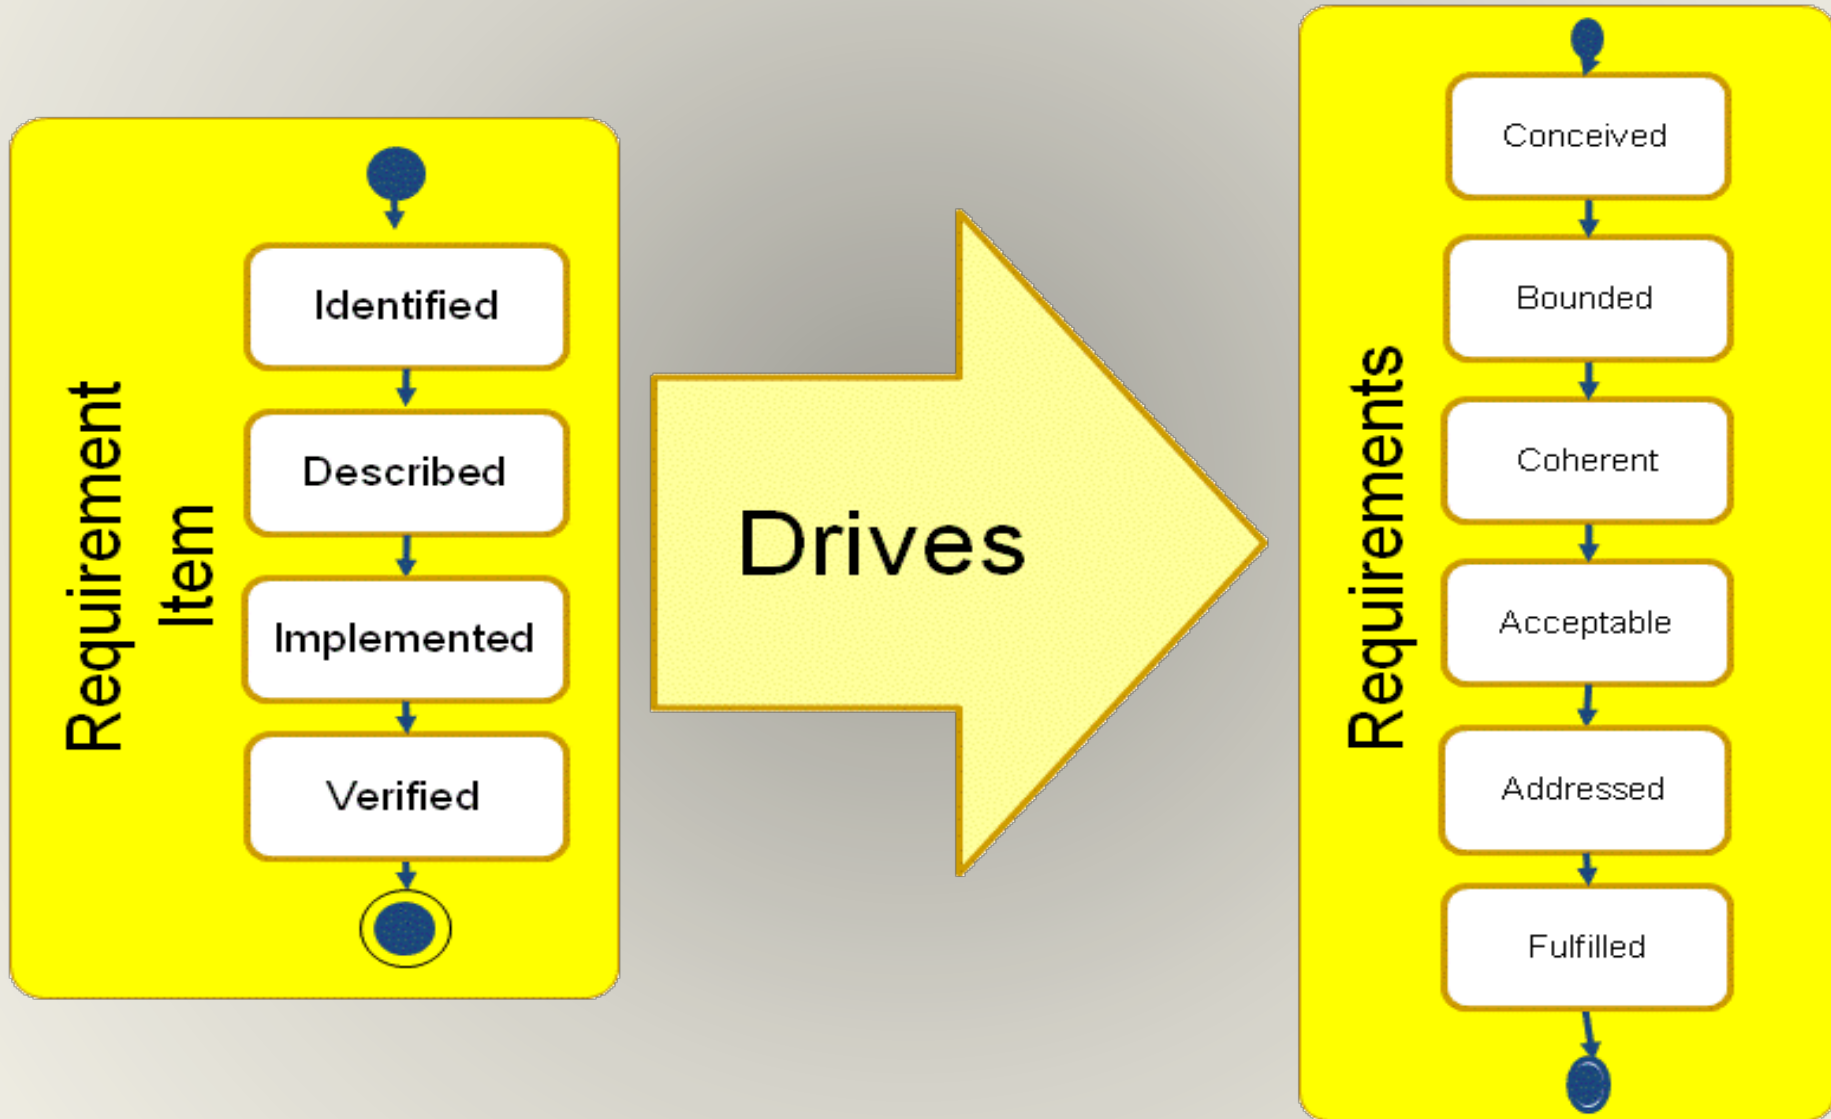 Requirement
Item
Identified
Described
Implemented
Verified
Drives
Requirements
Conceived
Bounded
Coherent
Acceptable
Addressed
Fulfilled